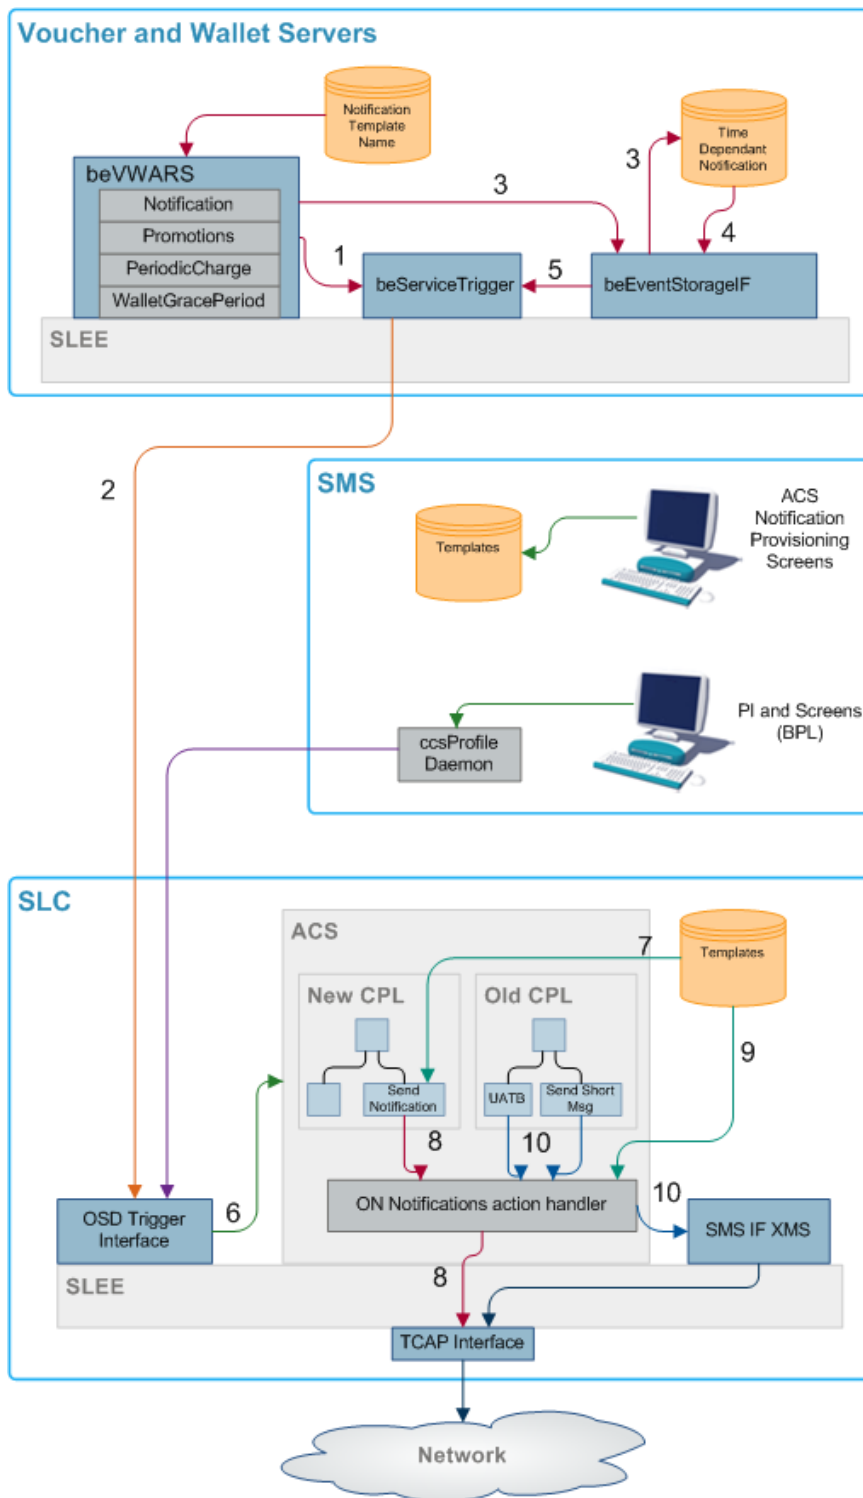 Voucher and Wallet Servers
Notification
Template
Name
Time
Dependant
Notification
3
3
4
beVWARS
Notification
Promotions
PeriodicCharge
WalletGracePeriod
1
beServiceTrigger
5
beEventStorageIF
SLEE
2
SMS
Templates
ACS
Notification
Provisioning
Screens
ccsProfile
Daemon
PI and Screens
(BPL)
SLC
ACS
7
Templates
New CPL
Old CPL
Send
Notification
UATB
Send Short
Msg
9
8
10
ON Notifications action handler
10
SMS IF XMS
OSD Trigger
Interface
6
8
SLEE
TCAP Interface
Network